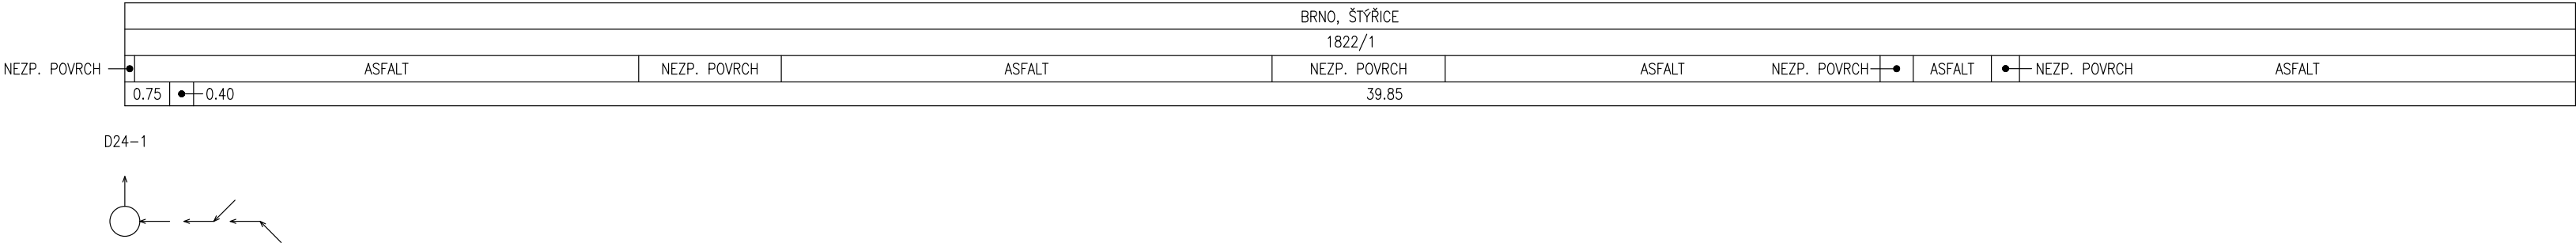 BRNO, ŠTÝŘICE
1822/1
NEZP. POVRCH ASFALT NEZP. POVRCH ASFALT NEZP. POVRCH ASFALT NEZP. POVRCH ASFALT NEZP. POVRCH ASFALT
0.75 0.40 39.85
D24-1